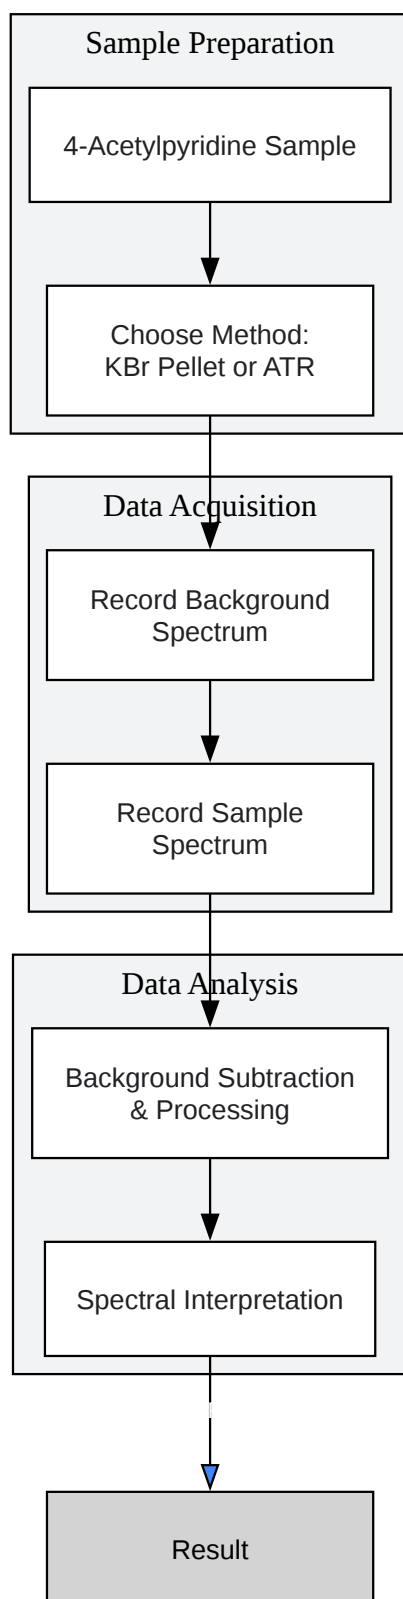 Sample Preparation
4-Acetylpyridine Sample
Choose Method:
KBr Pellet or ATR
Data Acquisition
Record Background
Spectrum
Record Sample
Spectrum
Data Analysis
Background Subtraction
& Processing
Spectral Interpretation
Result